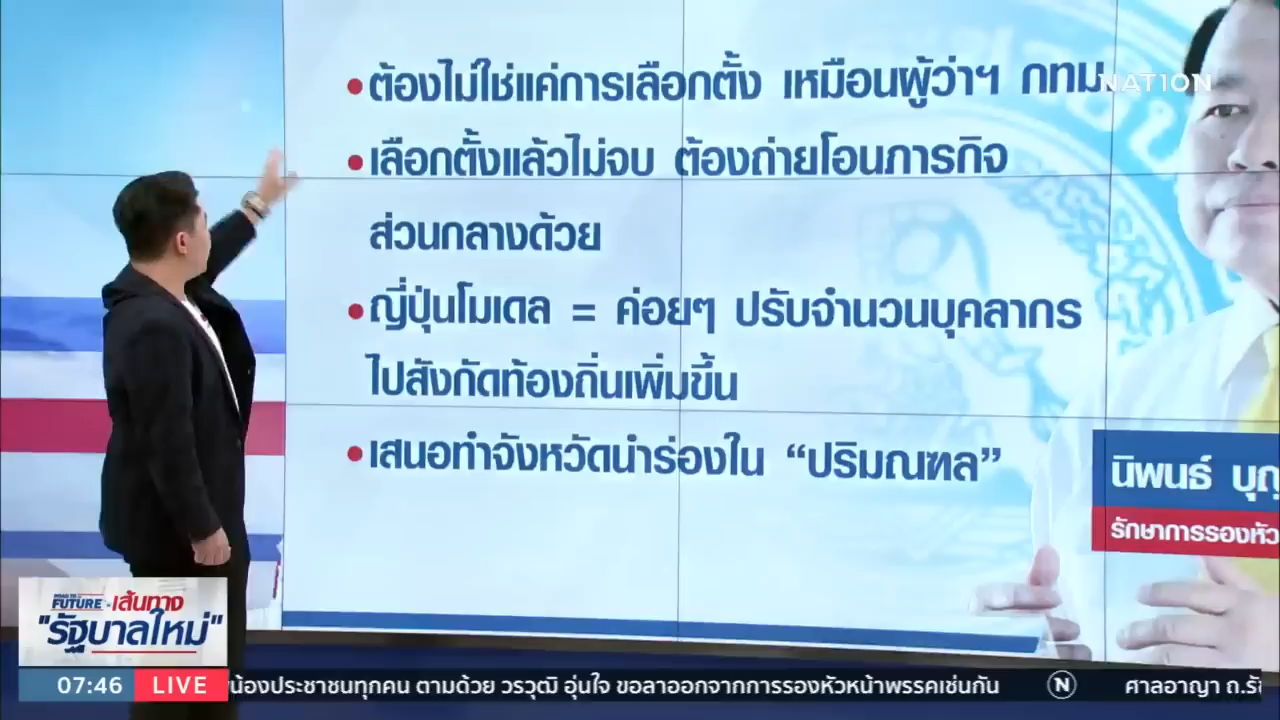 • ต้องไม่ใช่แค่การเลือกตั้ง เหมือนผู้ว่าฯ กทม.
NATION
• เลือกตั้งแล้วไม่จบ ต้องถ่ายโอนภารกิจ
ส่วนกลางด้วย
• ญี่ปุ่นโมเดล = ค่อยๆ ปรับจำนวนบุคลากร
ไปสังกัดท้องถิ่นเพิ่มขึ้น
• เสนอทำจังหวัดนำร่องใน “ปริมณฑล”
นิพนธ์ บุญ
รักษาการรองหัว
ROAD TO FUTURE เส้นทาง
"รัฐบาลใหม่"
07:46 LIVE น้องประชาชนทุกคน ตามด้วย วรวุฒิ อุ่นใจ ขอลาออกจากการรองหัวหน้าพรรคเช่นกัน N ศาลอาญา ถ.รัช